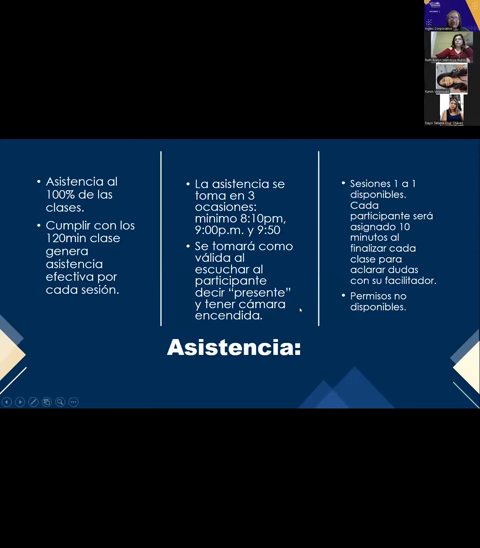 • Asistencia al
100% de las
clases.
• Cumplir con los
120min clase
genera
asistencia
efectiva por
cada sesión.
• La asistencia se
toma en 3
ocasiones:
minimo 8:10pm,
9:00p.m. y 9:50
• Se tomará como
válida al
escuchar al
participante
decir “presente”
y tener cámara
encendida.
• Sesiones 1 a 1
disponibles.
Cada
participante será
asignado 10
minutos al
finalizar cada
clase para
aclarar dudas
con su facilitador.
• Permisos no
disponibles.
Asistencia: